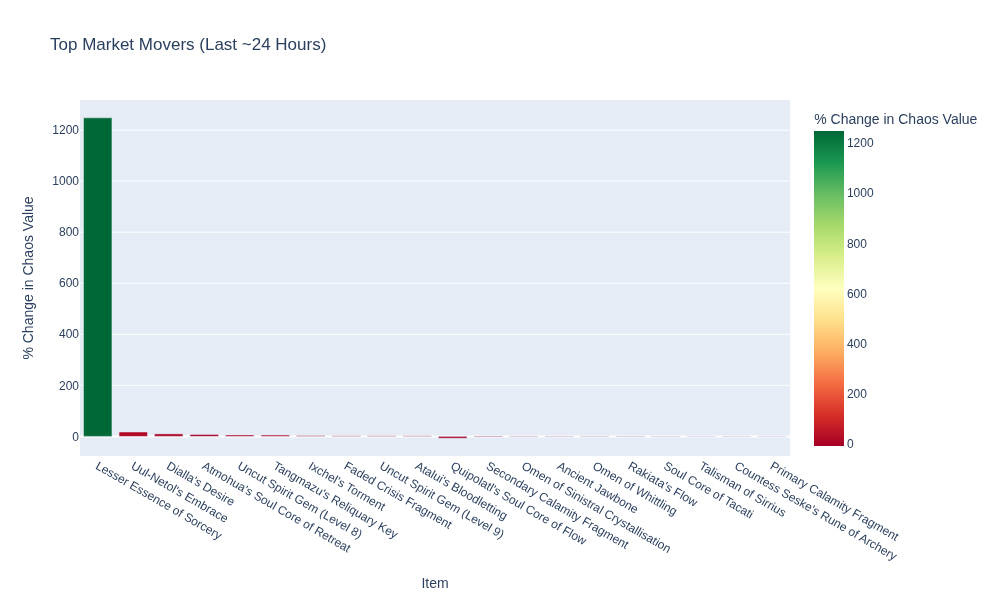 Top Market Movers (Last ~24 Hours)
% Change in Chaos Value
1200
1000
800
600
400
200
0
% Change in Chaos Value
1200
1000
800
600
400
200
0
Lesser Essence of Sorcery
Uul-Netol's Embrace
Dialla's Desire
Atmohua's Soul Core of Retreat
Uncut Spirit Gem (Level 8)
Tangmazu's Reliquary Key
Ixchel's Torment
Faded Crisis Fragment
Uncut Spirit Gem (Level 9)
Atalui's Bloodletting
Quipolatl's Soul Core of Flow
Secondary Calamity Fragment
Omen of Sinistral Crystallisation
Ancient Jawbone
Omen of Whittling
Rakiata's Flow
Soul Core of Tacati
Talisman of Sirrius
Countess Seske's Rune of Archery
Primary Calamity Fragment
Item